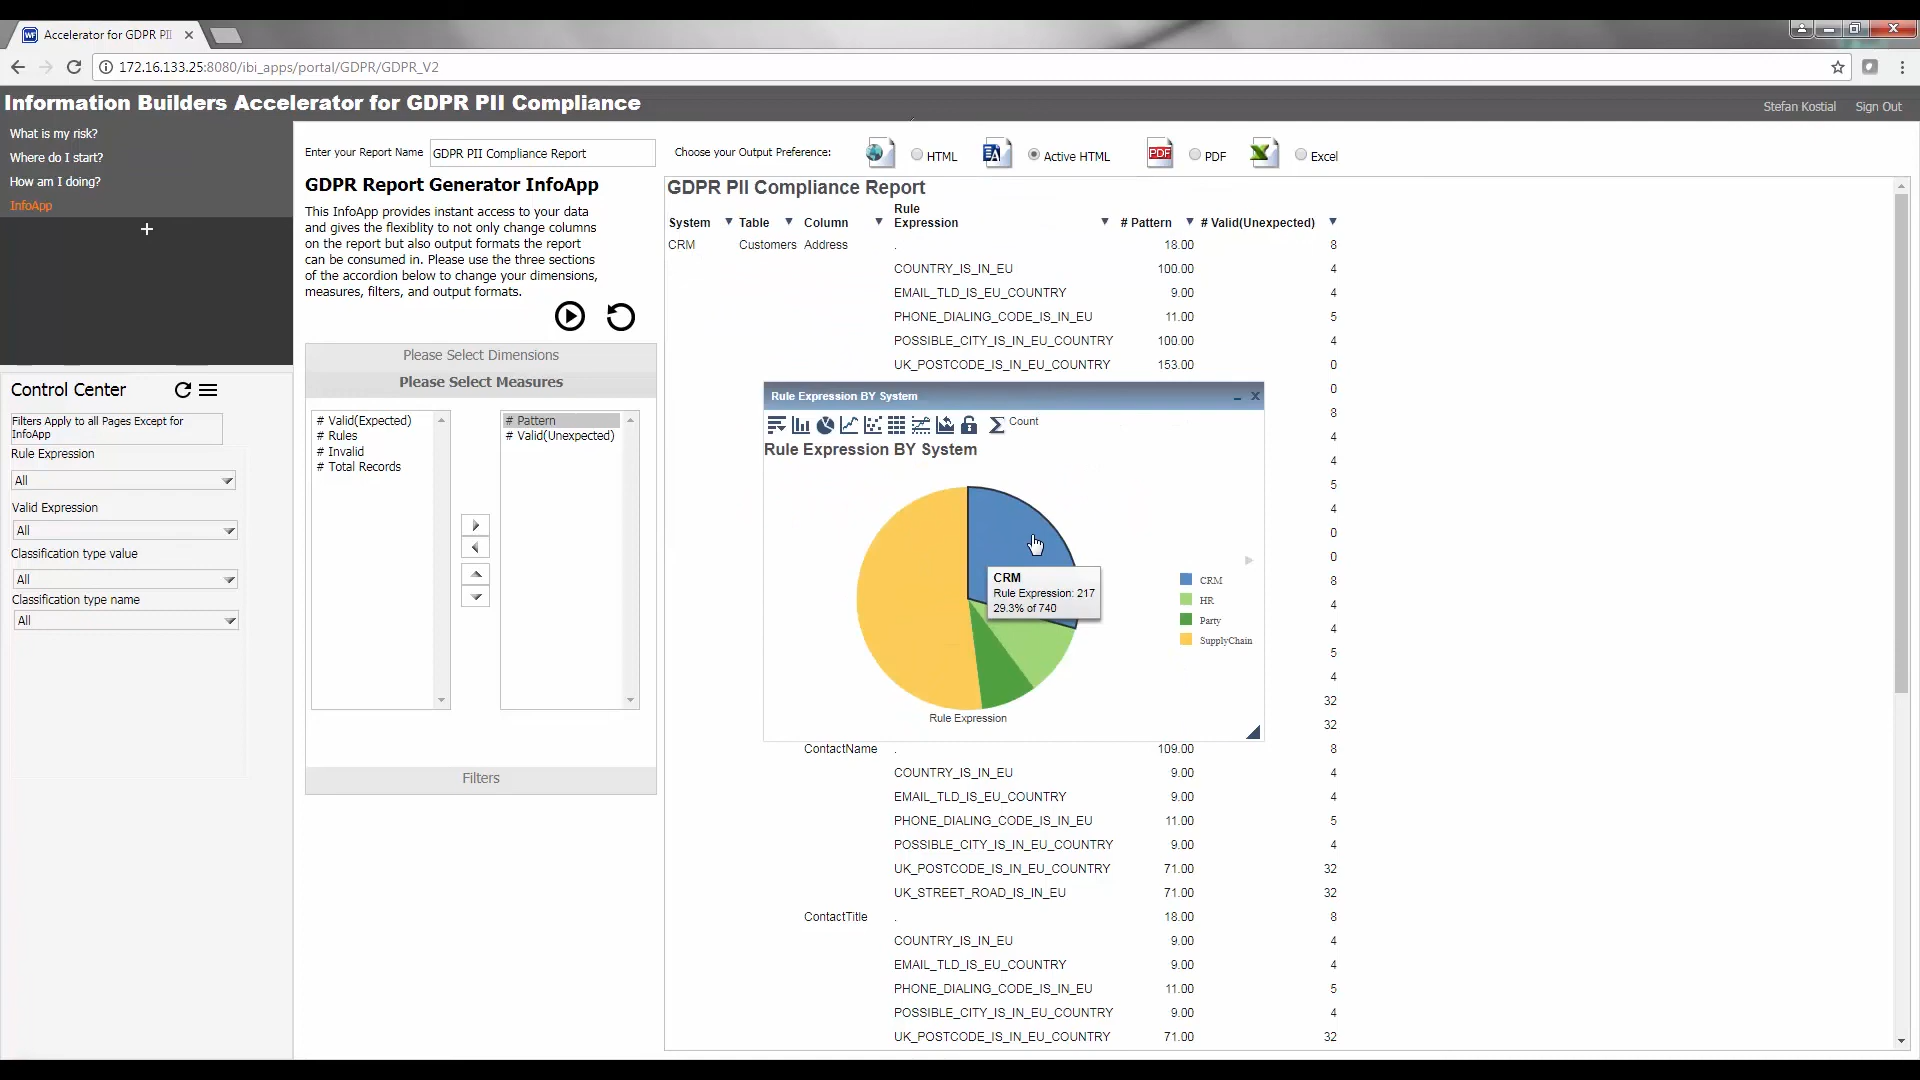 Accelerator for GDPR PII
172.16.133.25:8080/ibi_apps/portal/GDPR/GDPR_V2
Information Builders Accelerator for GDPR PII Compliance
Stefan Kostial Sign Out
What is my risk?
Where do I start?
How am I doing?
InfoApp
Control Center
Filters Apply to all Pages Except for
InfoApp
Rule Expression
All
Valid Expression
All
Classification type value
All
Classification type name
All
Enter your Report Name GDPR PII Compliance Report
Choose your Output Preference: HTML Active HTML PDF PDF Excel
GDPR Report Generator InfoApp
This InfoApp provides instant access to your data
and gives the flexiblity to not only change columns
on the report but also output formats the report
can be consumed in. Please use the three sections
of the accordion below to change your dimensions,
measures, filters, and output formats.
Please Select Dimensions
Please Select Measures
# Valid(Expected)
# Rules
# Invalid
# Total Records
# Pattern
# Valid(Unexpected)
Filters
GDPR PII Compliance Report
System Table Column Rule
Expression # Pattern # Valid(Unexpected)
CRM Customers Address . 18.00 8
COUNTRY_IS_IN_EU 100.00 4
EMAIL_TLD_IS_EU_COUNTRY 9.00 4
PHONE_DIALING_CODE_IS_IN_EU 11.00 5
POSSIBLE_CITY_IS_IN_EU_COUNTRY 100.00 4
UK_POSTCODE_IS_IN_EU_COUNTRY 153.00 0
0
8
4
4
5
4
0
0
8
4
4
5
4
32
32
Rule Expression BY System
Count
Rule Expression BY System
CRM
Rule Expression: 217
29.3% of 740
CRM
HR
Party
SupplyChain
Rule Expression
ContactName . 109.00 8
COUNTRY_IS_IN_EU 9.00 4
EMAIL_TLD_IS_EU_COUNTRY 9.00 4
PHONE_DIALING_CODE_IS_IN_EU 11.00 5
POSSIBLE_CITY_IS_IN_EU_COUNTRY 9.00 4
UK_POSTCODE_IS_IN_EU_COUNTRY 71.00 32
UK_STREET_ROAD_IS_IN_EU 71.00 32
ContactTitle . 18.00 8
COUNTRY_IS_IN_EU 9.00 4
EMAIL_TLD_IS_EU_COUNTRY 9.00 4
PHONE_DIALING_CODE_IS_IN_EU 11.00 5
POSSIBLE_CITY_IS_IN_EU_COUNTRY 9.00 4
UK_POSTCODE_IS_IN_EU_COUNTRY 71.00 32